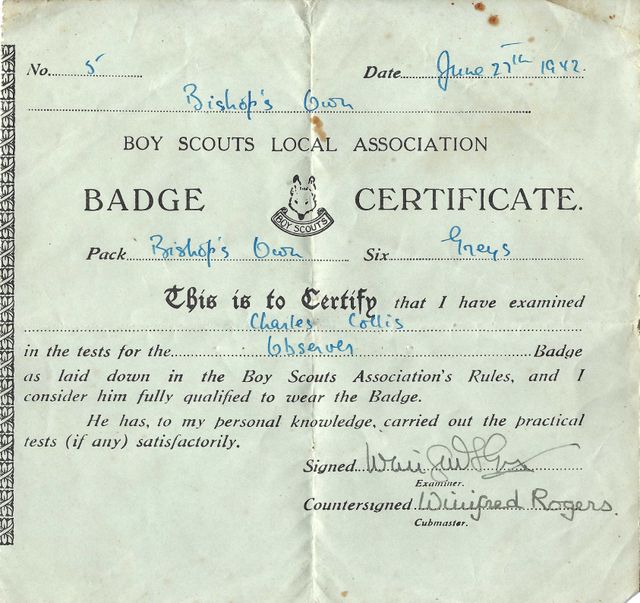 No. 5 Date June 27th 1942.
Bishop's Own
BOY SCOUTS LOCAL ASSOCIATION
BADGE CERTIFICATE.
BOY SCOUTS
Pack Bishop's Own Six Greys
This is to Certify that I have examined
Charles Collis
in the tests for the Observer Badge
as laid down in the Boy Scouts Association's Rules, and I
consider him fully qualified to wear the Badge.
He has, to my personal knowledge, carried out the practical
tests (if any) satisfactorily.
Signed
Examiner.
Countersigned Winifred Rogers.
Cubmaster.